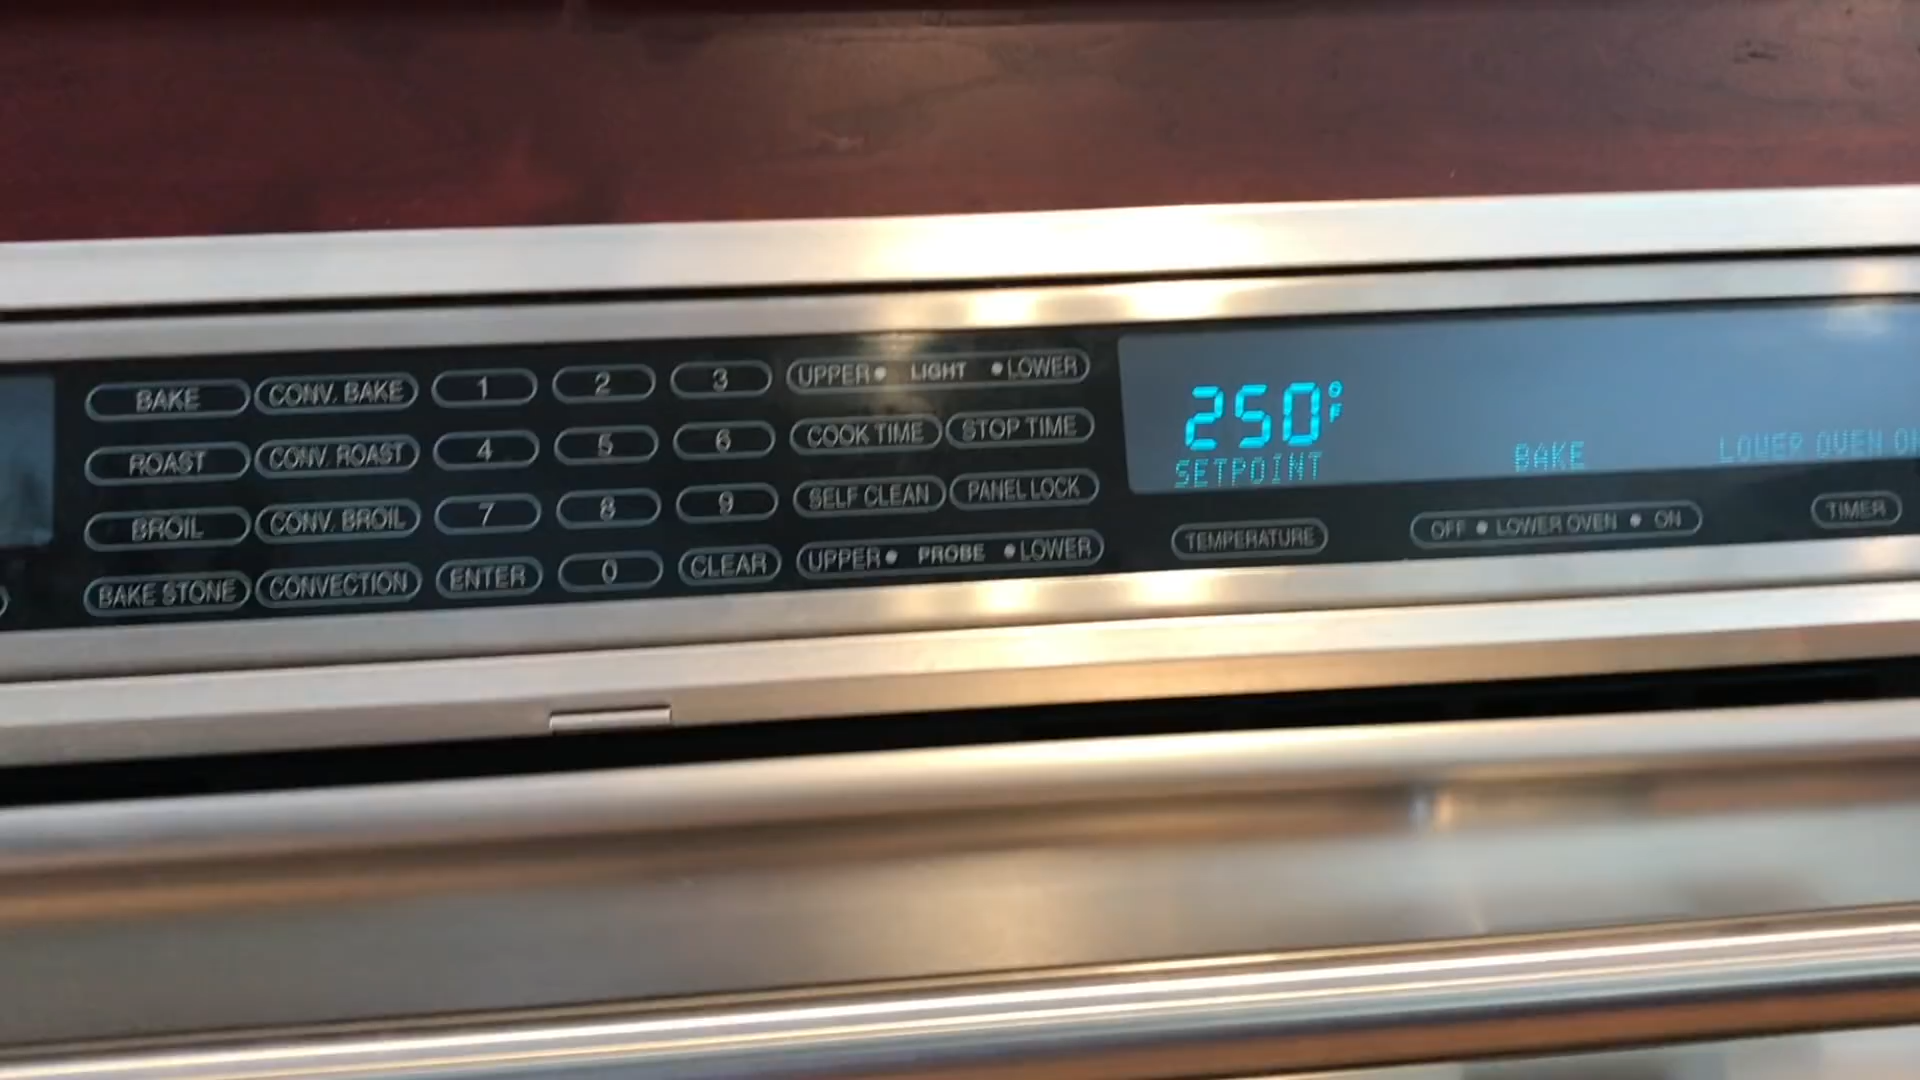 BAKE CONV. BAKE 1 2 3 UPPER • LIGHT • LOWER
ROAST CONV. ROAST 4 5 6 COOK TIME STOP TIME
BROIL CONV. BROIL 7 8 9 SELF CLEAN PANEL LOCK
BAKE STONE CONVECTION ENTER 0 CLEAR UPPER • PROBE • LOWER
250°F
SETPOINT BAKE LOWER OVEN
TEMPERATURE OFF • LOWER OVEN • ON TIMER